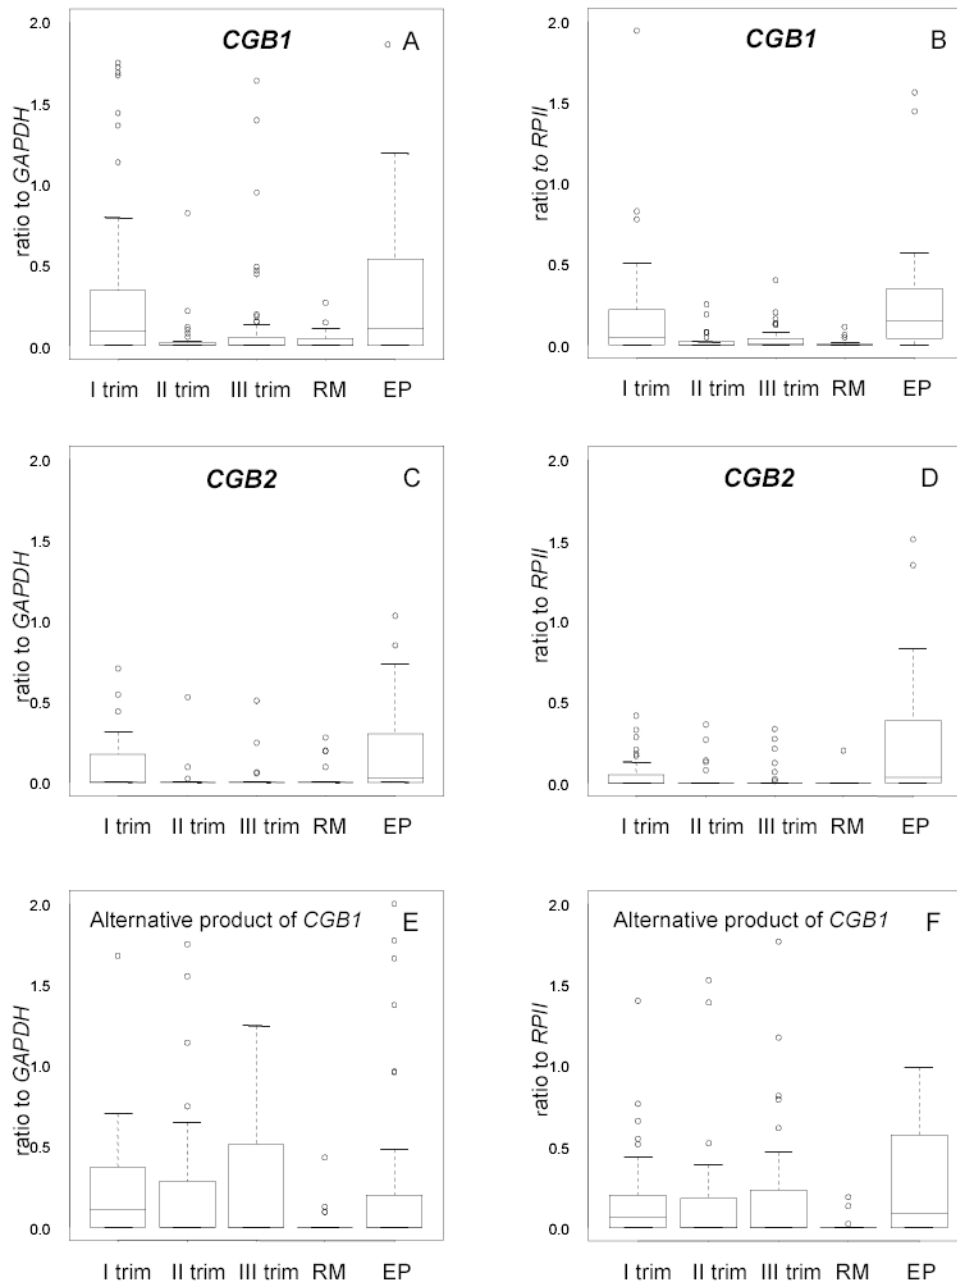 2.0
CGB1
A
1.5
1.0
0.5
0.0
ratio to GAPDH
I trim II trim III trim RM EP
2.0
CGB1
B
1.5
1.0
0.5
0.0
ratio to RPII
I trim II trim III trim RM EP
2.0
CGB2
C
1.5
1.0
0.5
0.0
ratio to GAPDH
I trim II trim III trim RM EP
2.0
CGB2
D
1.5
1.0
0.5
0.0
ratio to RPII
I trim II trim III trim RM EP
2.0
Alternative product of CGB1
E
1.5
1.0
0.5
0.0
ratio to GAPDH
I trim II trim III trim RM EP
2.0
Alternative product of CGB1
F
1.5
1.0
0.5
0.0
ratio to RPII
I trim II trim III trim RM EP